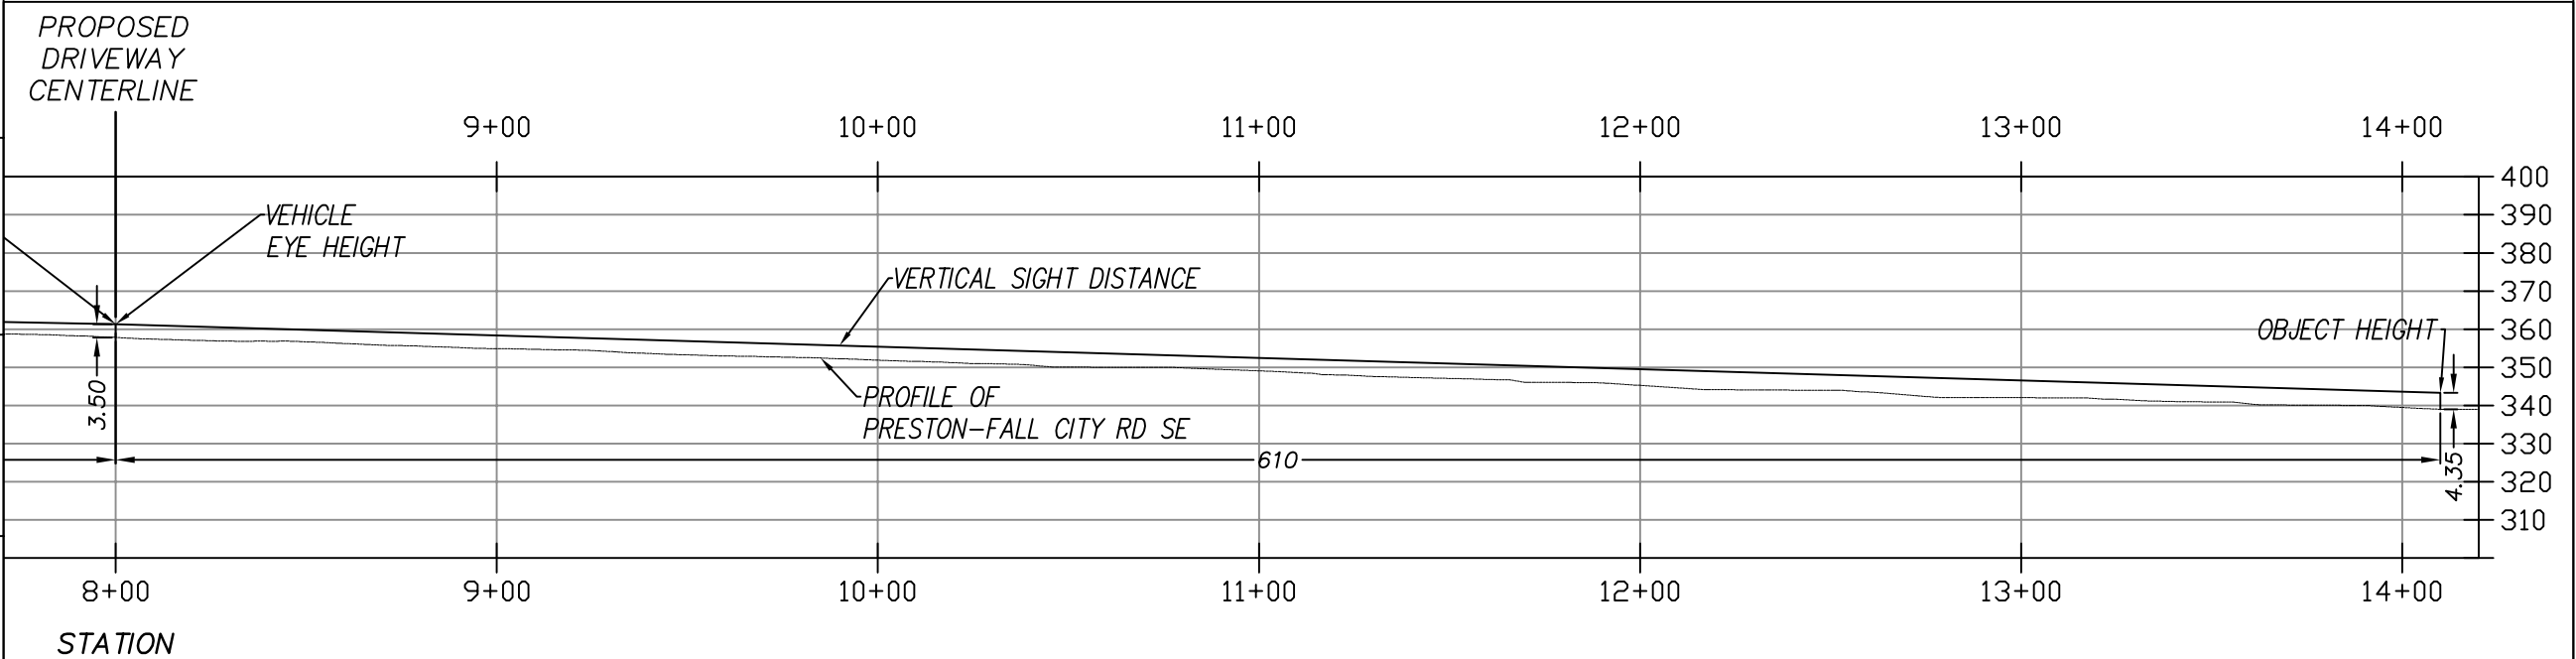 PROPOSED
DRIVEWAY
CENTERLINE
9+00 10+00 11+00 12+00 13+00 14+00
400
VEHICLE
EYE HEIGHT
390
380
VERTICAL SIGHT DISTANCE
370
OBJECT HEIGHT
360
350
3.50
PROFILE OF
PRESTON-FALL CITY RD SE
340
330
610
4.35
320
310
8+00 9+00 10+00 11+00 12+00 13+00 14+00
STATION